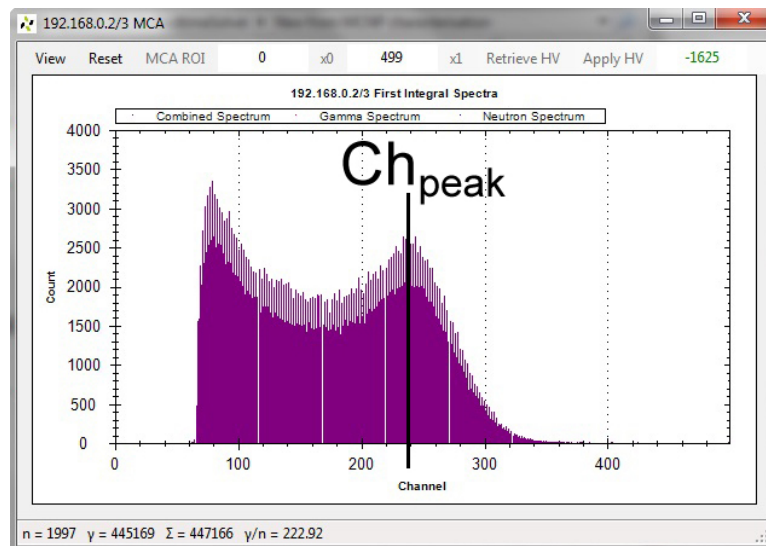 192.168.0.2/3 MCA
View Reset MCA ROI 0 x0 499 x1 Retrieve HV Apply HV -1625
192.168.0.2/3 First Integral Spectra
Combined Spectrum Gamma Spectrum Neutron Spectrum
4000
3500
3000
2500
2000
1500
1000
500
0
Count
Ch peak
0 100 200 300 400
Channel
n = 1997 γ = 445169 Σ = 447166 γ/n = 222.92